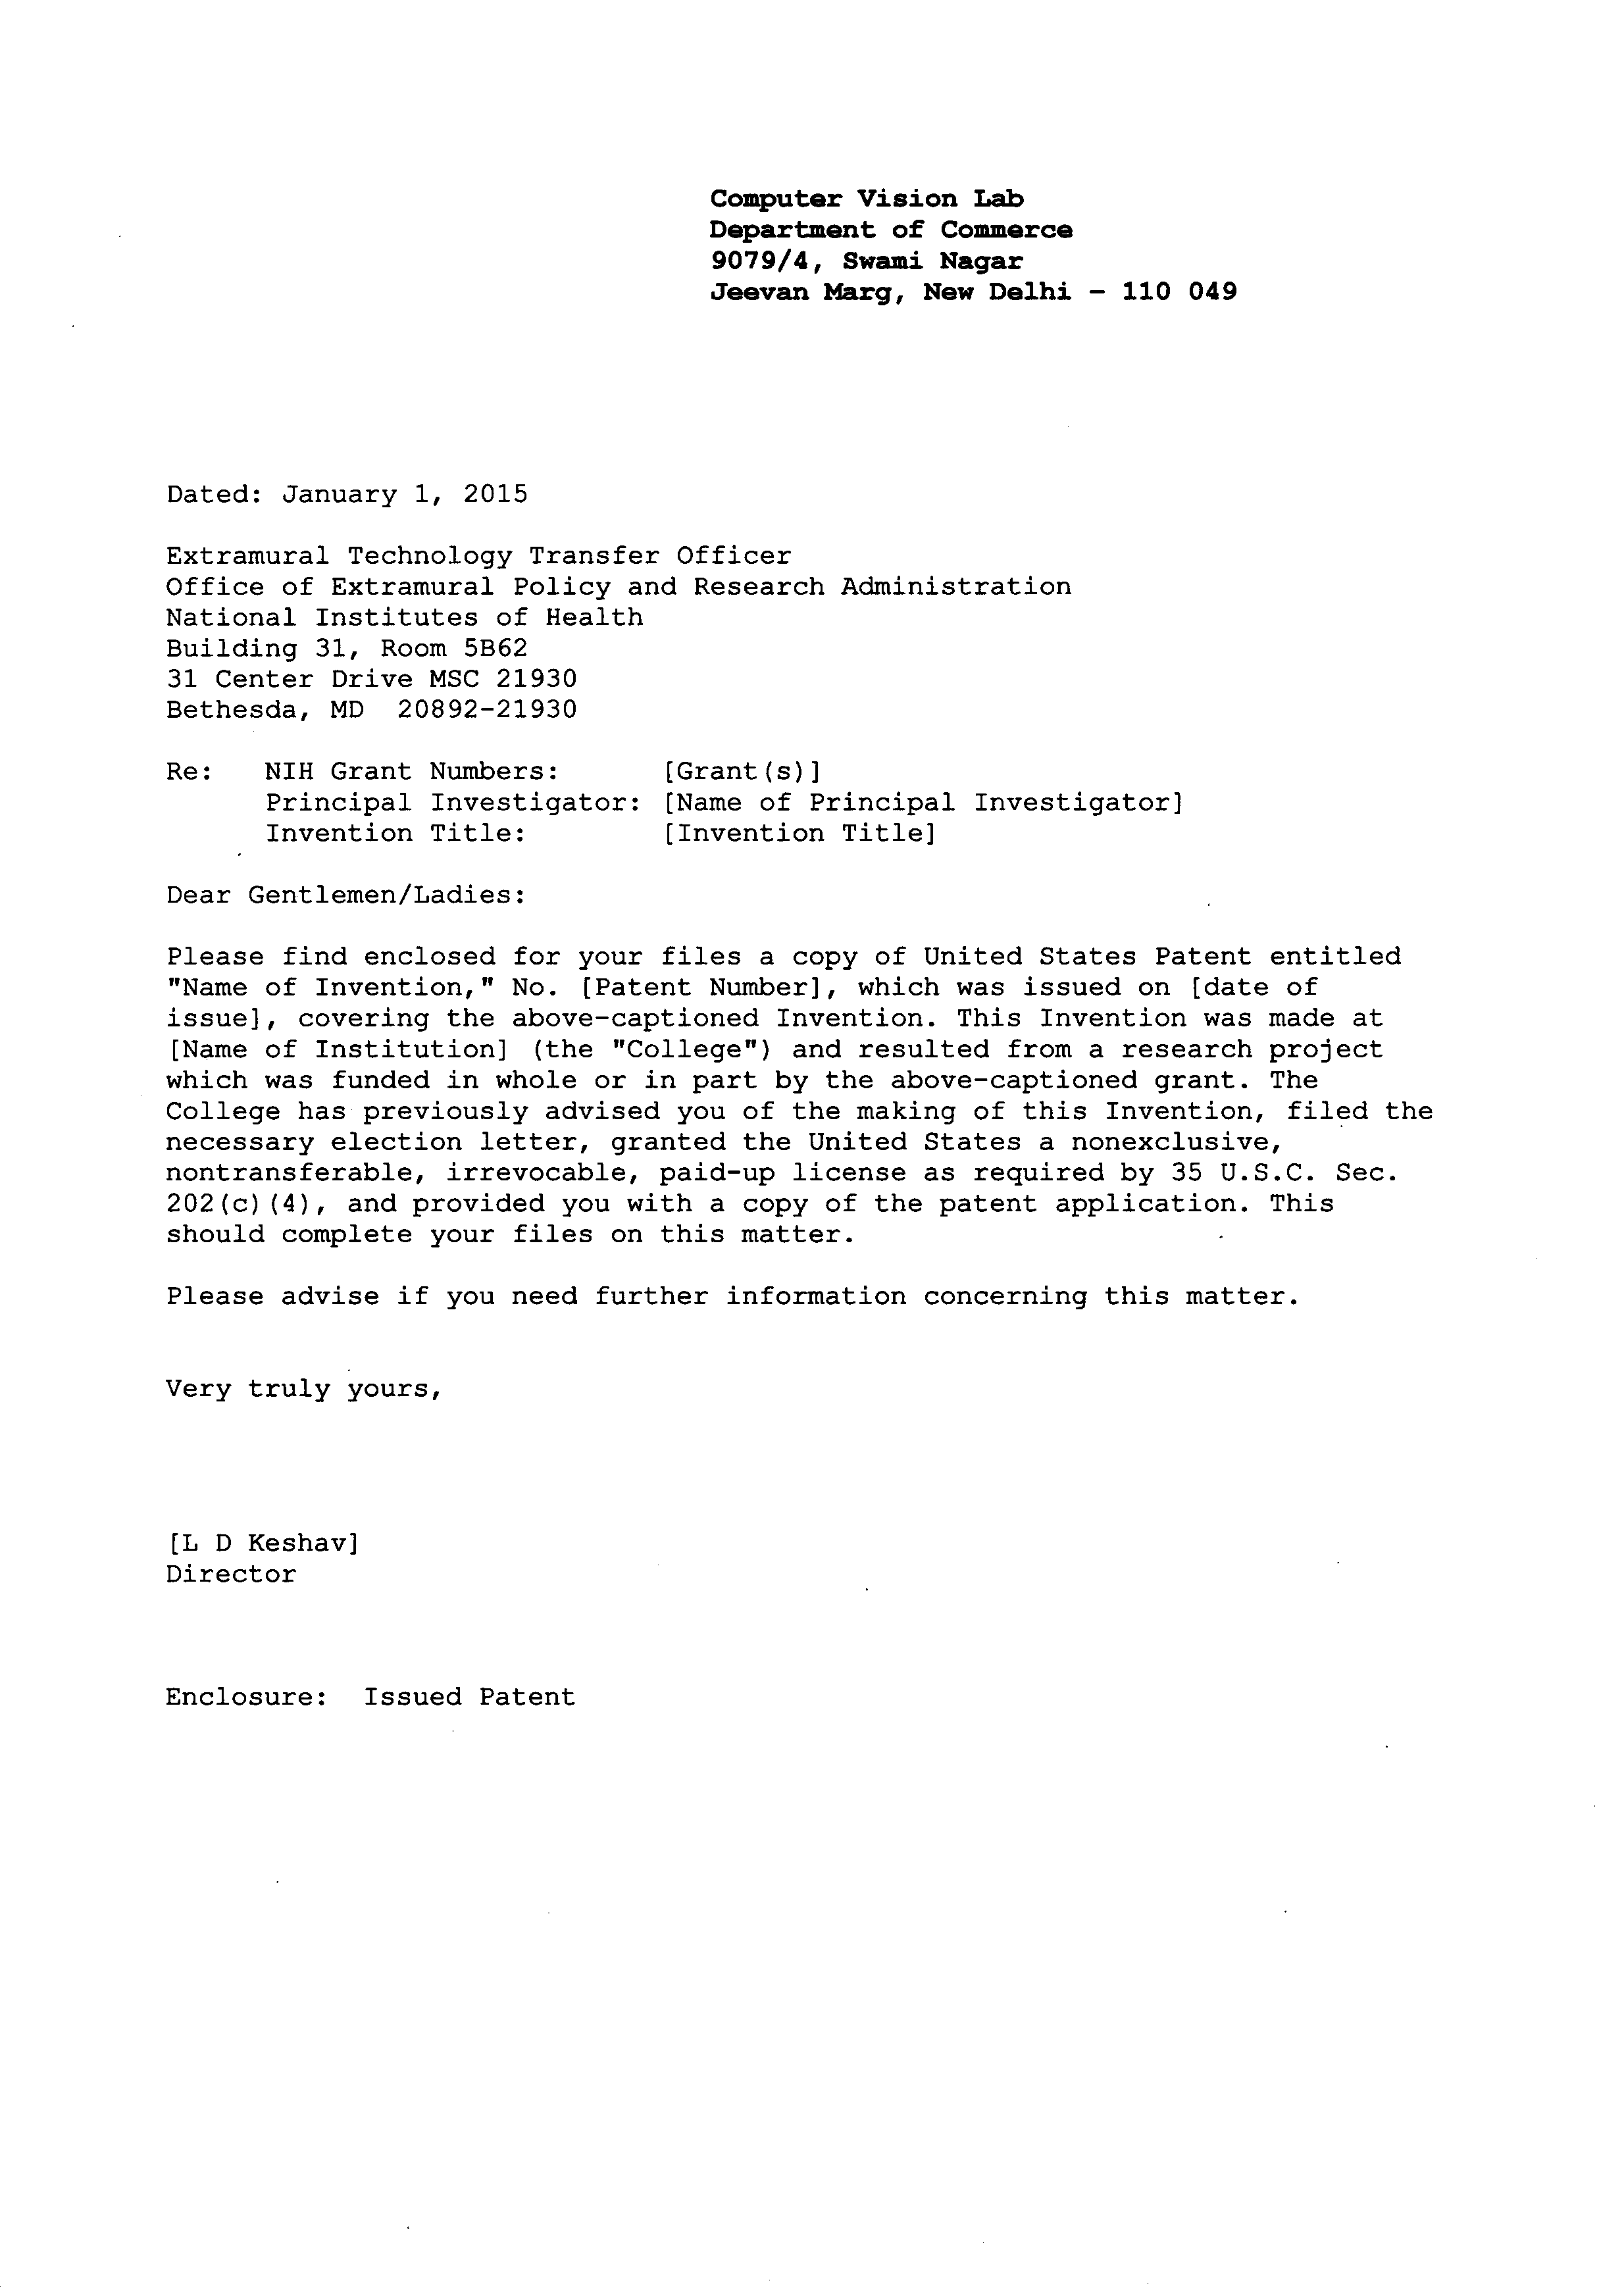 Computer Vision Lab
Department of Commerce
9079/4, Swami Nagar
Jeevan Marg, New Delhi - 110 049
Dated: January 1, 2015
Extramural Technology Transfer Officer
Office of Extramural Policy and Research Administration
National Institutes of Health
Building 31, Room 5B62
31 Center Drive MSC 21930
Bethesda, MD  20892-21930
Re:   NIH Grant Numbers:      [Grant(s)]
Principal Investigator: [Name of Principal Investigator]
Invention Title:        [Invention Title]
Dear Gentlemen/Ladies:
Please find enclosed for your files a copy of United States Patent entitled
"Name of Invention," No. [Patent Number], which was issued on [date of
issue], covering the above-captioned Invention. This Invention was made at
[Name of Institution] (the "College") and resulted from a research project
which was funded in whole or in part by the above-captioned grant. The
College has previously advised you of the making of this Invention, filed the
necessary election letter, granted the United States a nonexclusive,
nontransferable, irrevocable, paid-up license as required by 35 U.S.C. Sec.
202(c)(4), and provided you with a copy of the patent application. This
should complete your files on this matter.
Please advise if you need further information concerning this matter.
Very truly yours,
[L D Keshav]
Director
Enclosure:  Issued Patent